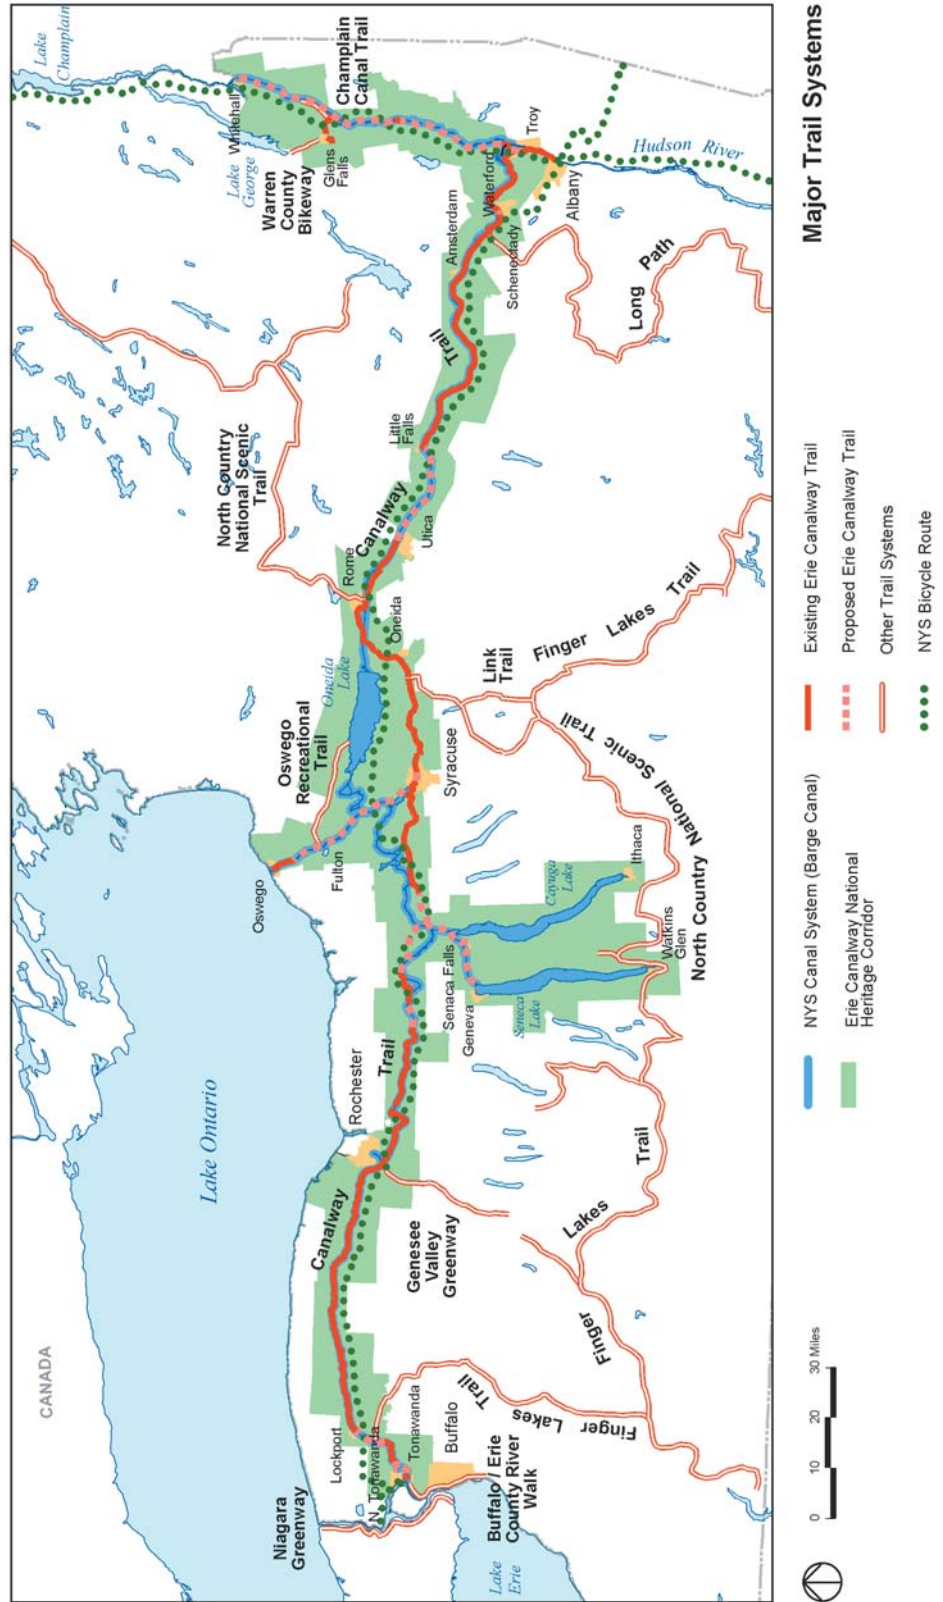 CANADA
Lake Ontario
Lake
Erie
Niagara
Greenway
Lockport
N. Tonawanda
Tonawanda
Buffalo
Buffalo / Erie
County River
Walk
Finger Lakes Trail
Finger Lakes Trail
Canalway Trail
Genesee
Valley
Greenway
Rochester
Geneva
Senaca Falls
Seneca
Lake
Cayuga
Lake
Watkins
Glen
Ithaca
North Country National Scenic Trail
Oswego
Fulton
Oswego
Recreational
Trail
Oneida
Lake
Syracuse
Oneida
Link
Trail
Finger Lakes Trail
Rome
Utica
North Country
National Scenic
Trail
Canalway Trail
Little
Falls
Amsterdam
Schenectady
Waterford
Troy
Albany
Long Path
Hudson River
Warren
County
Bikeway
Glens
Falls
Lake
George
Whitehall
Champlain
Canal Trail
Lake
Champlain
0 10 20 30 Miles
NYS Canal System (Barge Canal)
Erie Canalway National
Heritage Corridor
Existing Erie Canalway Trail
Proposed Erie Canalway Trail
Other Trail Systems
NYS Bicycle Route
Major Trail Systems